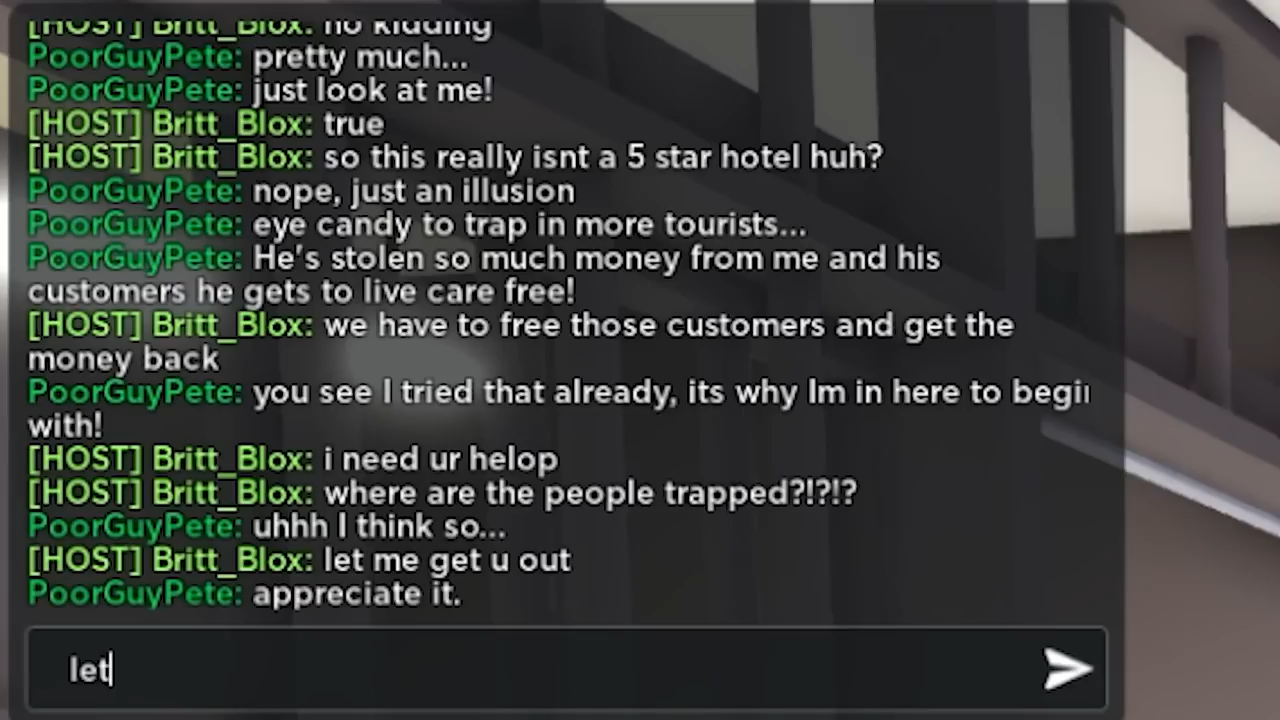 [HOST] Britt_Blox: no kidding
PoorGuyPete: pretty much...
PoorGuyPete: just look at me!
[HOST] Britt_Blox: true
[HOST] Britt_Blox: so this really isnt a 5 star hotel huh?
PoorGuyPete: nope, just an illusion
PoorGuyPete: eye candy to trap in more tourists...
PoorGuyPete: He's stolen so much money from me and his
customers he gets to live care free!
[HOST] Britt_Blox: we have to free those customers and get the
money back
PoorGuyPete: you see I tried that already, its why Im in here to begin
with!
[HOST] Britt_Blox: i need ur helop
[HOST] Britt_Blox: where are the people trapped?!?!?
PoorGuyPete: uhhh I think so...
[HOST] Britt_Blox: let me get u out
PoorGuyPete: appreciate it.
let